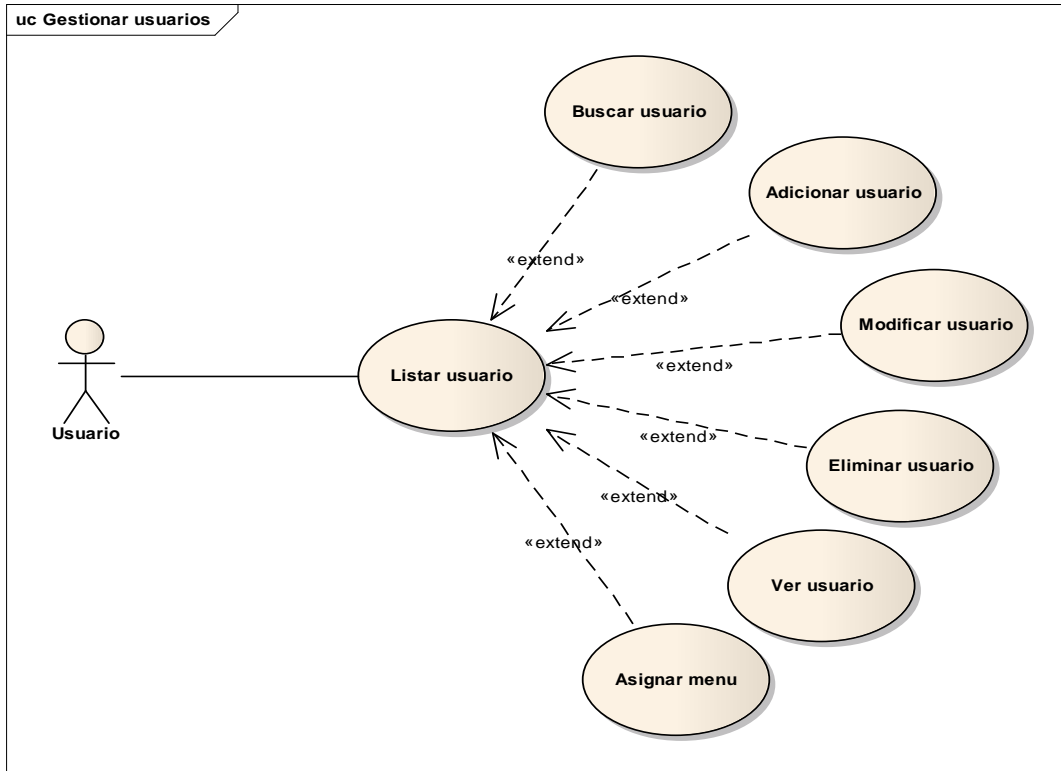 uc Gestionar usuarios
Buscar usuario
Adicionar usuario
«extend»
«extend»
Modificar usuario
«extend»
Listar usuario
Usuario
«extend»
Eliminar usuario
«extend»
«extend»
Ver usuario
Asignar menu